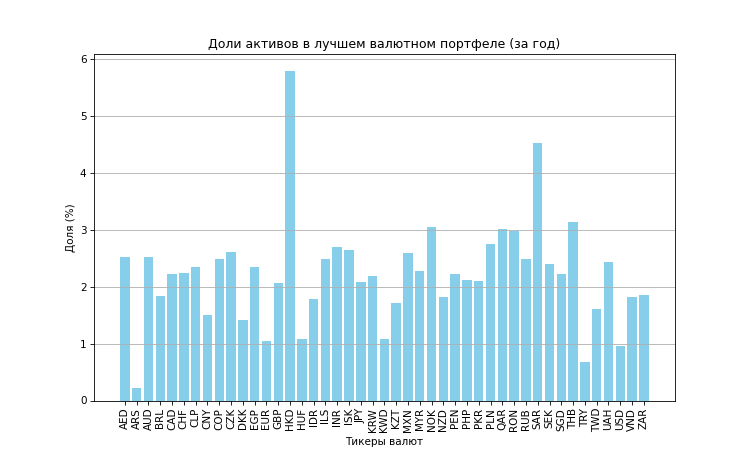 Доли активов в лучшем валютном портфеле (за год)
Доля (%)
6
5
4
3
2
1
0
AED ARS AUD BRL CAD CHF CLP CNY COP CZK DKK EGP EUR GBP HKD HUF IDR ILS INR ISK JPY KRW KWD KZT MXN MYR NOK NZD PEN PHP PKR PLN QAR RON RUB SAR SEK SGD THB TRY TWD UAH USD VND ZAR
Тикеры валют